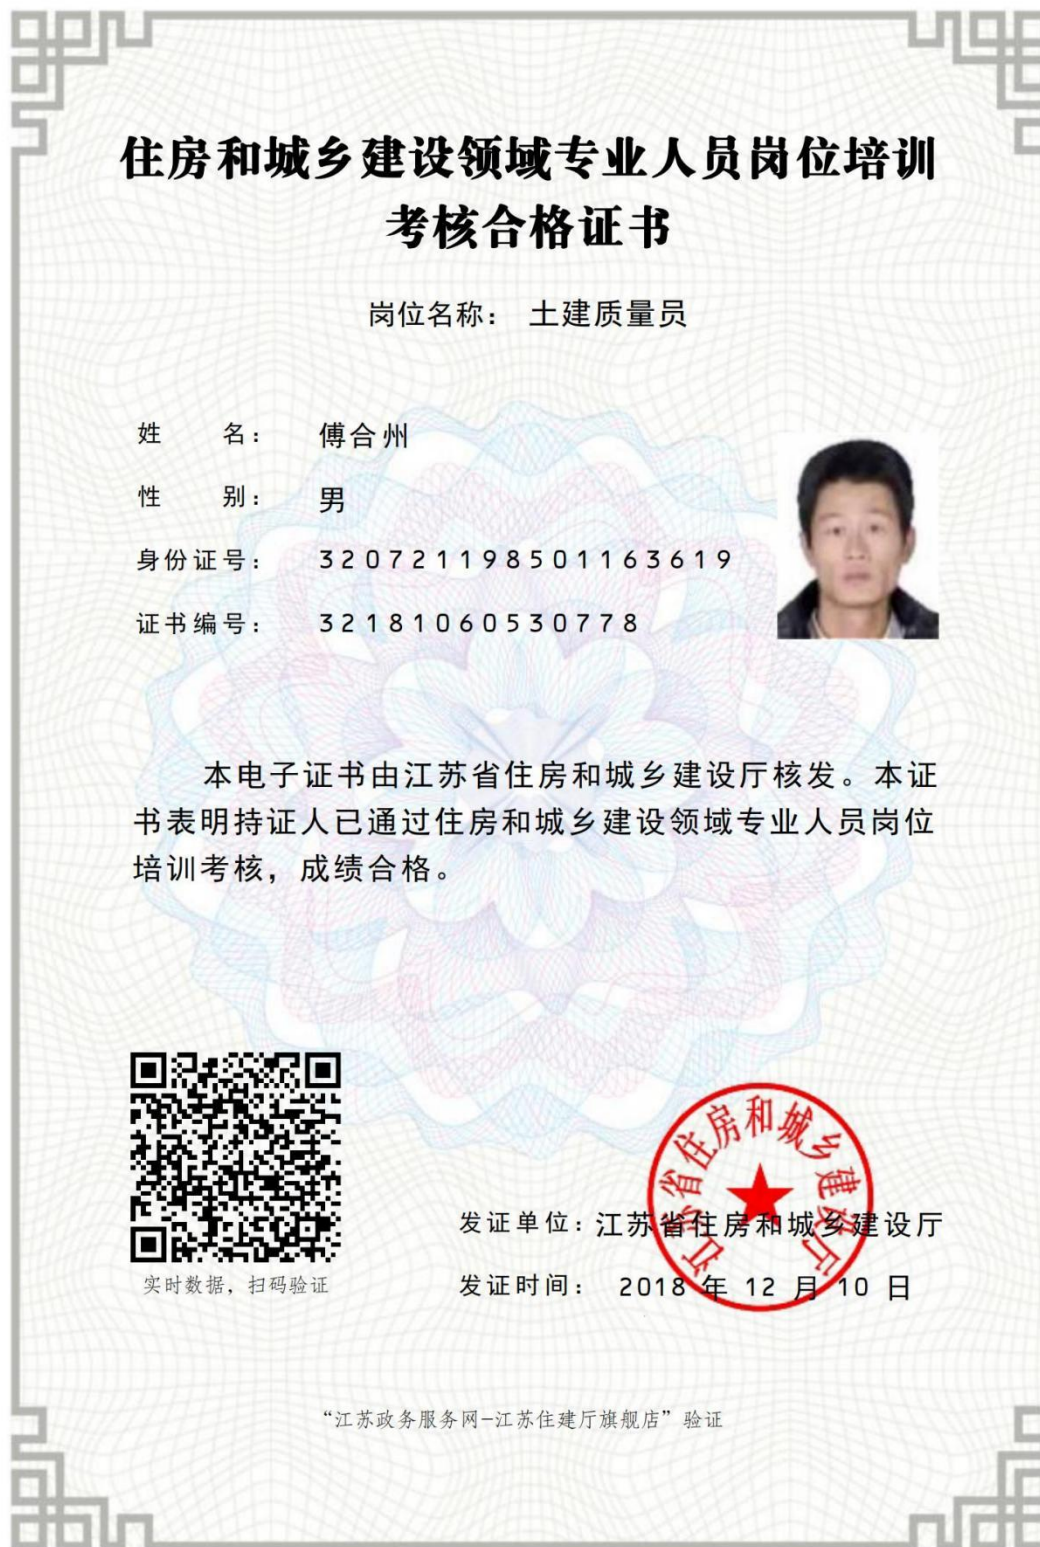 住房和城乡建设领域专业人员岗位培训
考核合格证书
岗位名称： 土建质量员
姓 名： 傅合州
性 别： 男
身份证号： 320721198501163619
证书编号： 32181060530778
本电子证书由江苏省住房和城乡建设厅核发。本证
书表明持证人已通过住房和城乡建设领域专业人员岗位
培训考核，成绩合格。
江苏省住房和城乡建设厅
发证单位：江苏省住房和城乡建设厅
实时数据，扫码验证
发证时间： 2018 年 12 月 10 日
“江苏政务服务网-江苏住建厅旗舰店”验证